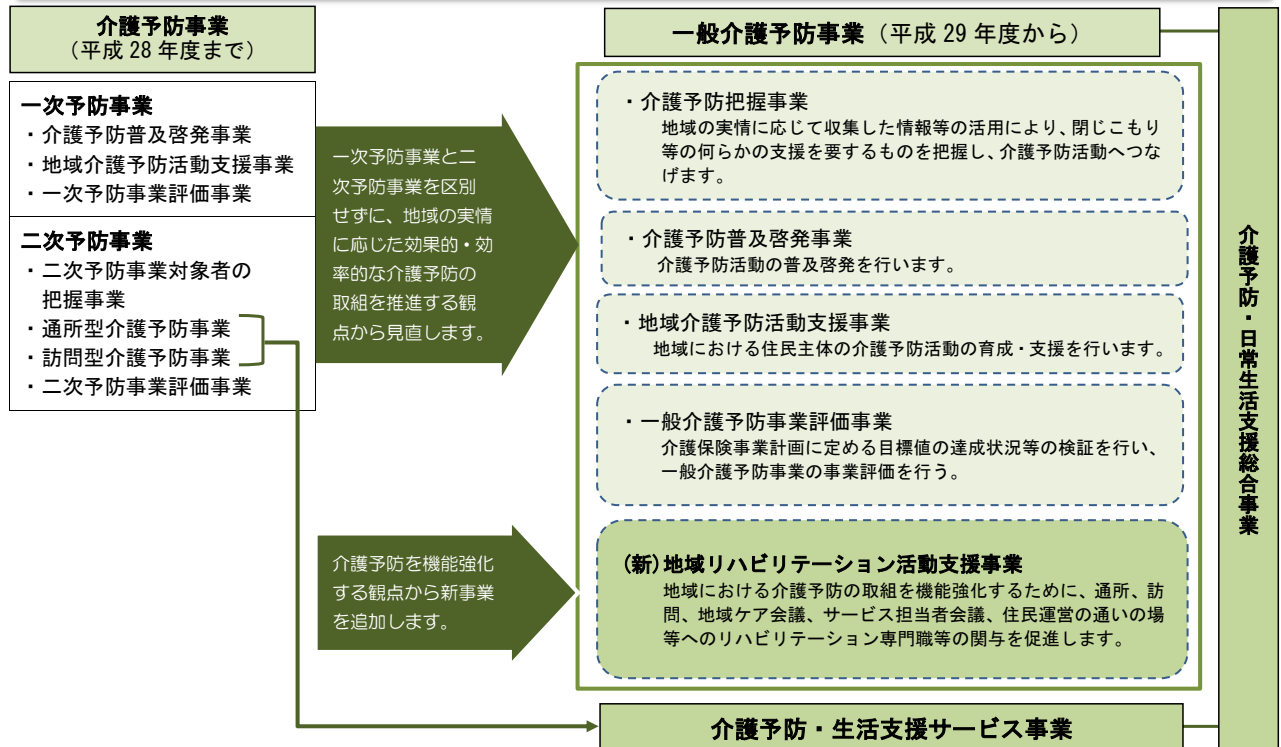 介護予防事業
(平成 28 年度まで)
一次予防事業
・介護予防普及啓発事業
・地域介護予防活動支援事業
・一次予防事業評価事業
二次予防事業
・二次予防事業対象者の
把握事業
・通所型介護予防事業
・訪問型介護予防事業
・二次予防事業評価事業
一次予防事業と二
次予防事業を区別
せずに、地域の実情
に応じた効果的・効
率的な介護予防の
取組を推進する観
点から見直します。
介護予防を機能強化
する観点から新事業
を追加します。
一般介護予防事業（平成 29 年度から）
・介護予防把握事業
地域の実情に応じて収集した情報等の活用により、閉じこもり
等の何らかの支援を要するものを把握し、介護予防活動へつな
げます。
・介護予防普及啓発事業
介護予防活動の普及啓発を行います。
・地域介護予防活動支援事業
地域における住民主体の介護予防活動の育成・支援を行います。
・一般介護予防事業評価事業
介護保険事業計画に定める目標値の達成状況等の検証を行い、
一般介護予防事業の事業評価を行う。
(新)地域リハビリテーション活動支援事業
地域における介護予防の取組を機能強化するために、通所、訪
問、地域ケア会議、サービス担当者会議、住民運営の通いの場
等へのリハビリテーション専門職等の関与を促進します。
介護予防・生活支援サービス事業
介護予防・日常生活支援総合事業